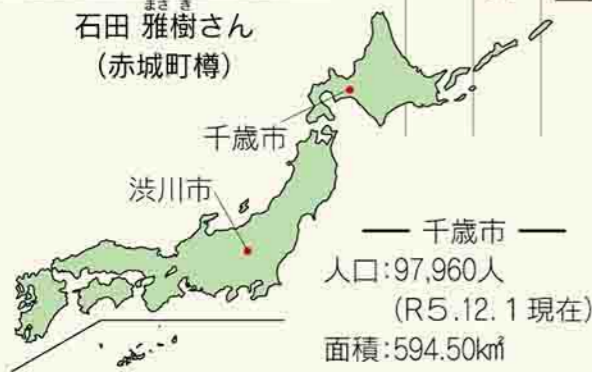 まさ き
石田 雅樹さん
(赤城町樽)
千歳市
渋川市
千歳市
人口:97,960人
(R5.12.1現在)
面積:594.50㎢